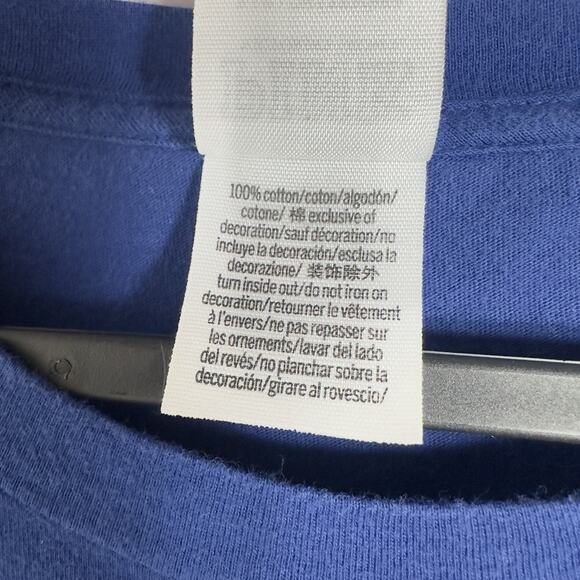 100% cotton/coton/algodón/
cotone/ 棉 exclusive of
decoration/sauf décoration/no
incluye la decoración/esclusa la
decorazione/ 装饰除外
turn inside out/do not iron on
decoration/retourner le vêtement
à l'envers/ne pas repasser sur
les ornements/lavar del lado
del revés/no planchar sobre la
decoración/girare al rovescio/